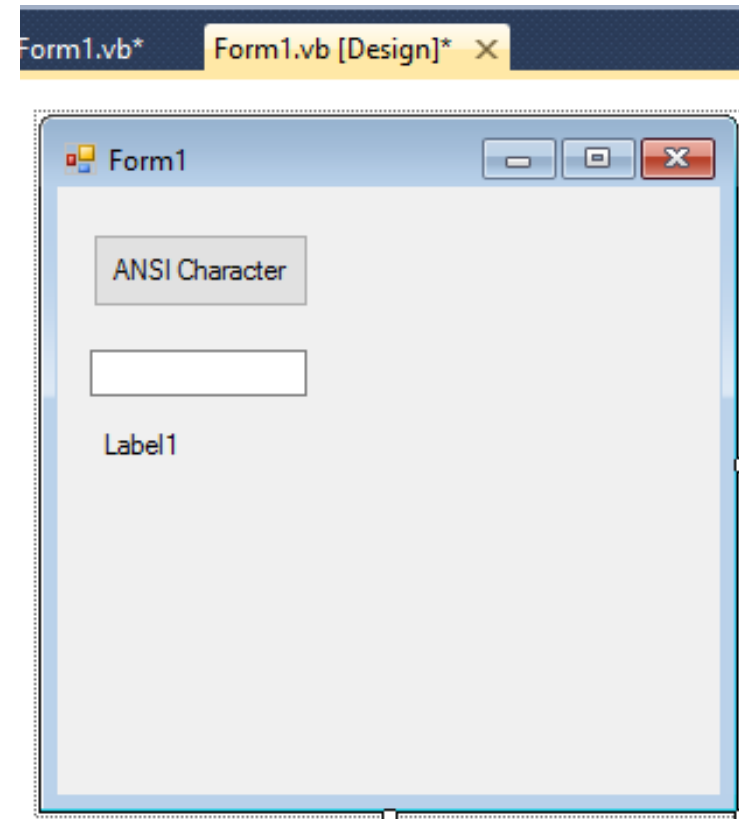 Form1.vb*
Form1.vb [Design]*
Form1
ANSI Character
Label1